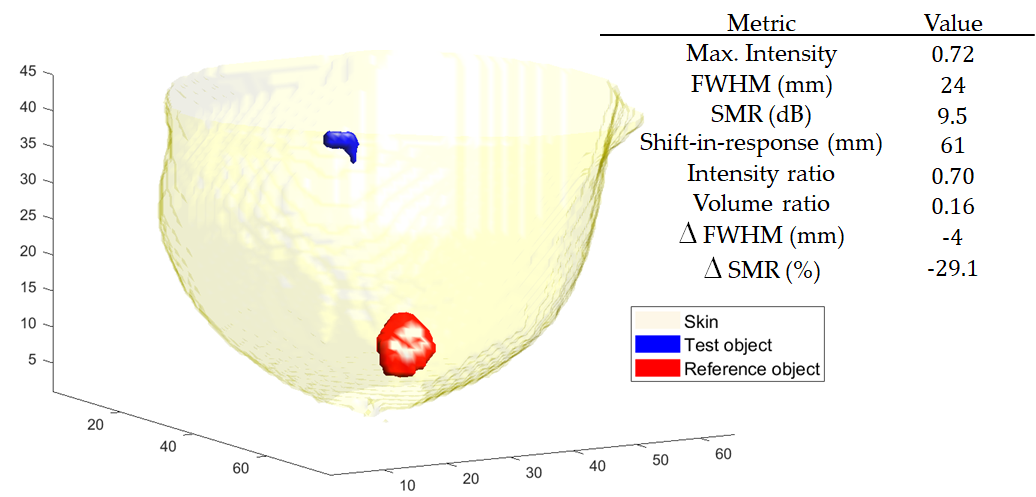 Metric Value
Max. Intensity 0.72
FWHM (mm) 24
SMR (dB) 9.5
Shift-in-response (mm) 61
Intensity ratio 0.70
Volume ratio 0.16
Δ FWHM (mm) -4
Δ SMR (%) -29.1
45
40
35
30
25
20
15
10
5
20
40
60
10
20
30
40
50
60
Skin
Test object
Reference object